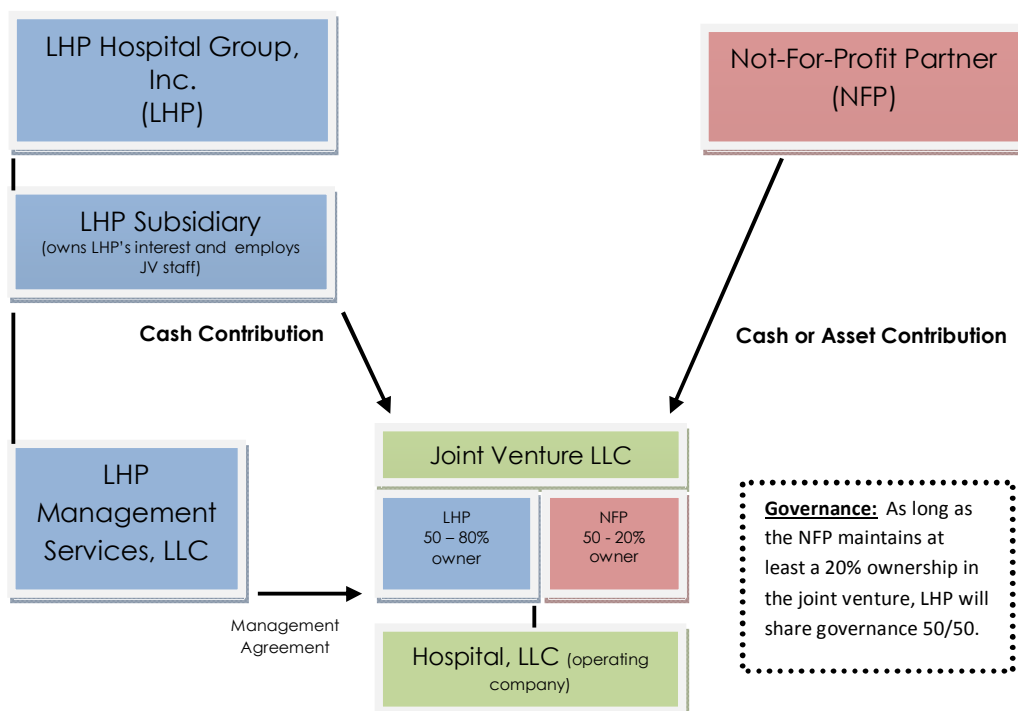 LHP Hospital Group,
Inc.
(LHP)
Not-For-Profit Partner
(NFP)
LHP Subsidiary
(owns LHP's interest and employs
JV staff)
Cash Contribution
Cash or Asset Contribution
LHP
Management
Services, LLC
Joint Venture LLC
LHP
50 – 80%
owner
NFP
50 - 20%
owner
Governance: As long as
the NFP maintains at
least a 20% ownership in
the joint venture, LHP will
share governance 50/50.
Management
Agreement
Hospital, LLC (operating
company)